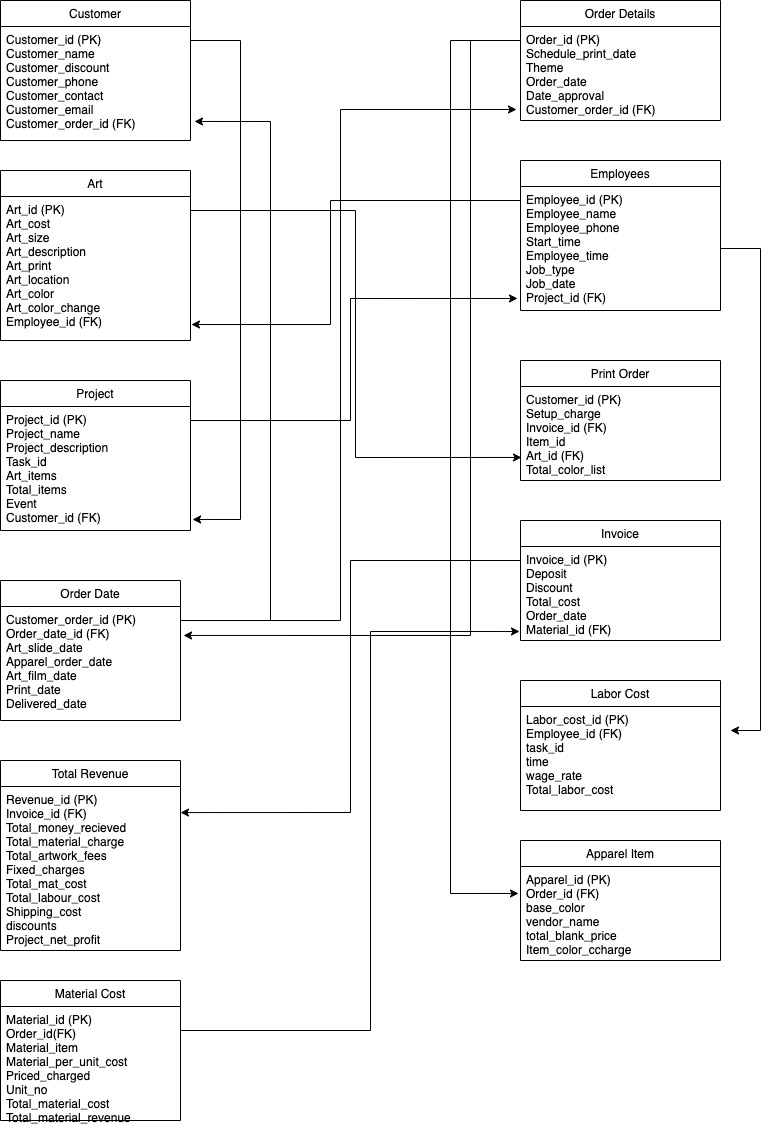 Customer
Customer_id (PK)
Customer_name
Customer_discount
Customer_phone
Customer_contact
Customer_email
Customer_order_id (FK)
Art
Art_id (PK)
Art_cost
Art_size
Art_description
Art_print
Art_location
Art_color
Art_color_change
Employee_id (FK)
Project
Project_id (PK)
Project_name
Project_description
Task_id
Art_items
Total_items
Event
Customer_id (FK)
Order Date
Customer_order_id (PK)
Order_date_id (FK)
Art_slide_date
Apparel_order_date
Art_film_date
Print_date
Delivered_date
Total Revenue
Revenue_id (PK)
Invoice_id (FK)
Total_money_recieved
Total_material_charge
Total_artwork_fees
Fixed_charges
Total_mat_cost
Total_labour_cost
Shipping_cost
discounts
Project_net_profit
Material Cost
Material_id (PK)
Order_id(FK)
Material_item
Material_per_unit_cost
Priced_charged
Unit_no
Total_material_cost
Total_material_revenue
Order Details
Order_id (PK)
Schedule_print_date
Theme
Order_date
Date_approval
Customer_order_id (FK)
Employees
Employee_id (PK)
Employee_name
Employee_phone
Start_time
Employee_time
Job_type
Job_date
Project_id (FK)
Print Order
Customer_id (PK)
Setup_charge
Invoice_id (FK)
Item_id
Art_id (FK)
Total_color_list
Invoice
Invoice_id (PK)
Deposit
Discount
Total_cost
Order_date
Material_id (FK)
Labor Cost
Labor_cost_id (PK)
Employee_id (FK)
task_id
time
wage_rate
Total_labor_cost
Apparel Item
Apparel_id (PK)
Order_id (FK)
base_color
vendor_name
total_blank_price
Item_color_ccharge